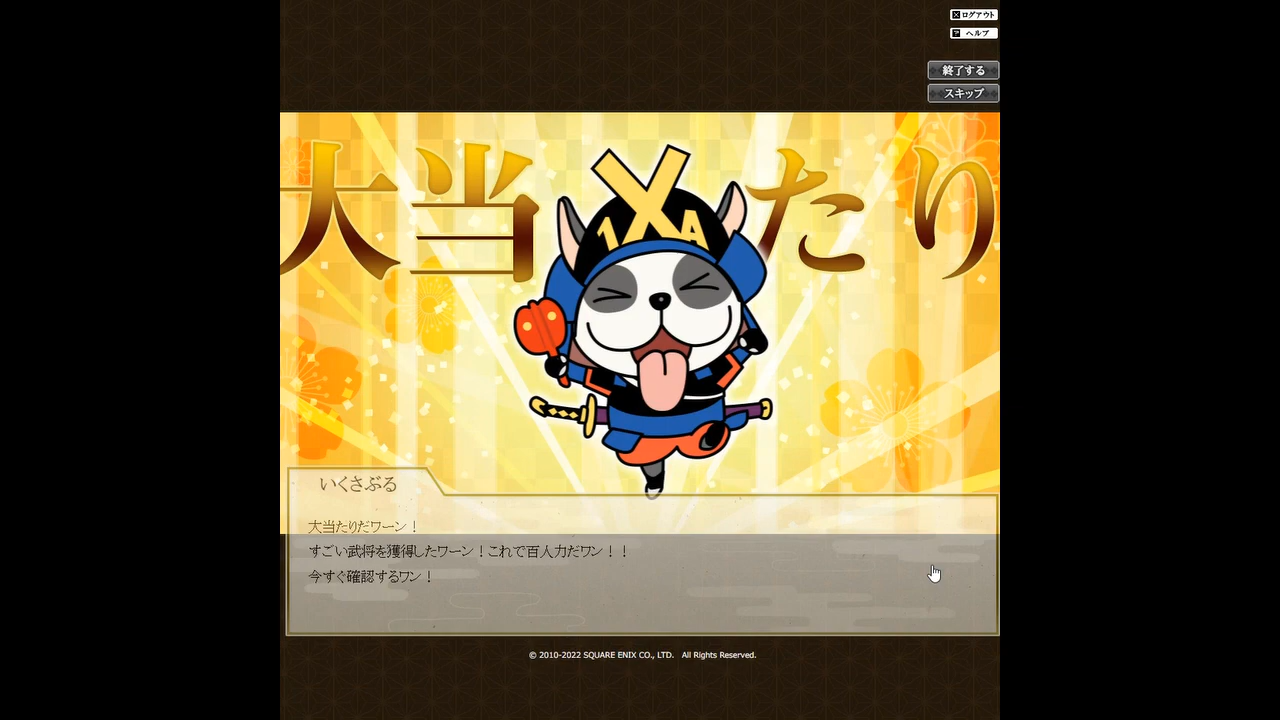 ログアウト
ヘルプ
終了する
スキップ
大当たり
1XA
いくさぶる
大当たりだワーン！
すごい武将を獲得したワーン！これで百人力だワン！！
今すぐ確認するワン！
© 2010-2022 SQUARE ENIX CO., LTD. All Rights Reserved.